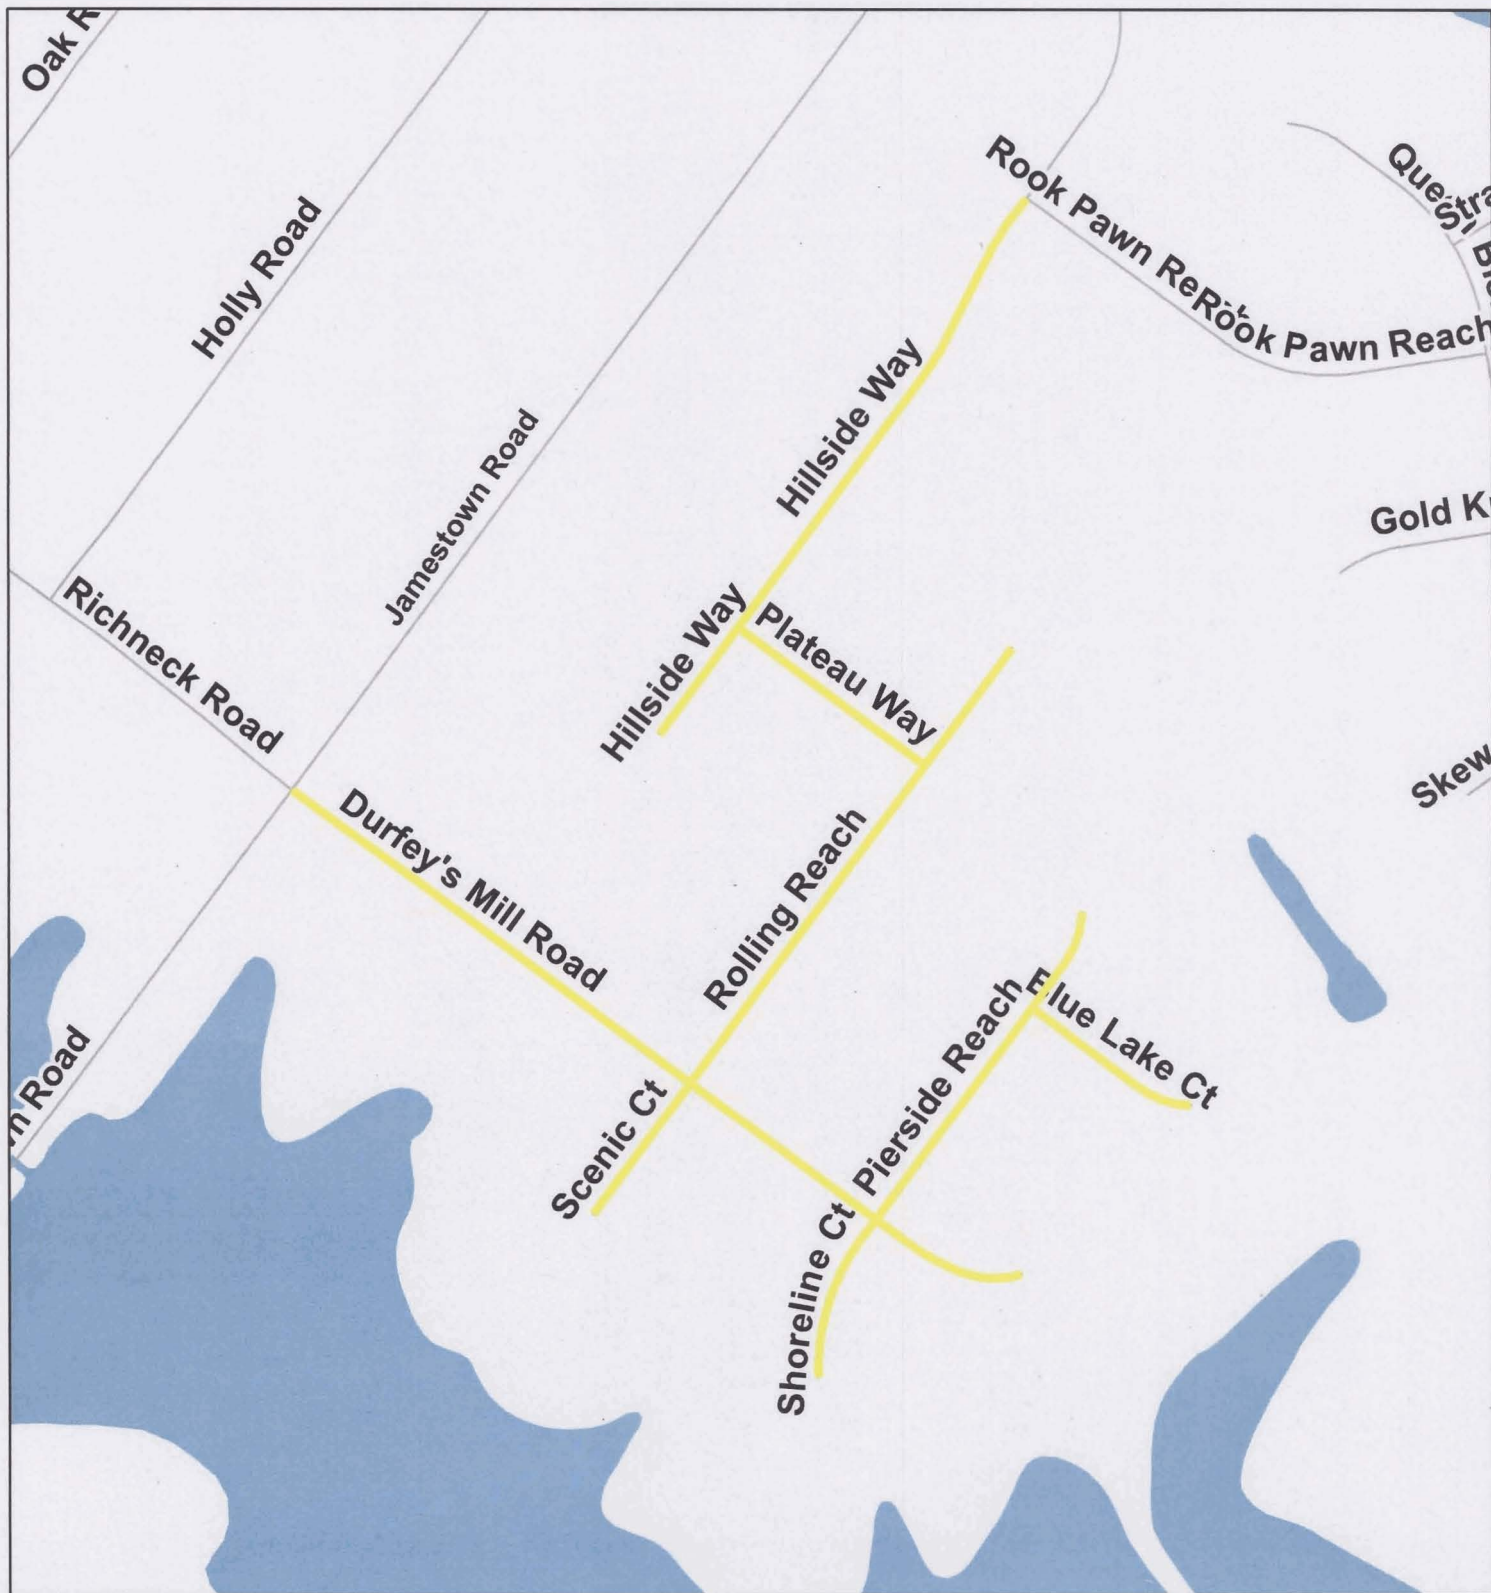 Oak R
Holly Road
Jamestown Road
Richneck Road
Rook Pawn Re
Rook Pawn Reach
Hillside Way
Gold K
Hillside Way
Plateau Way
Durfey's Mill Road
Skew
Rolling Reach
Pierside Reach
Blue Lake Ct
n Road
Scenic Ct
Shoreline Ct